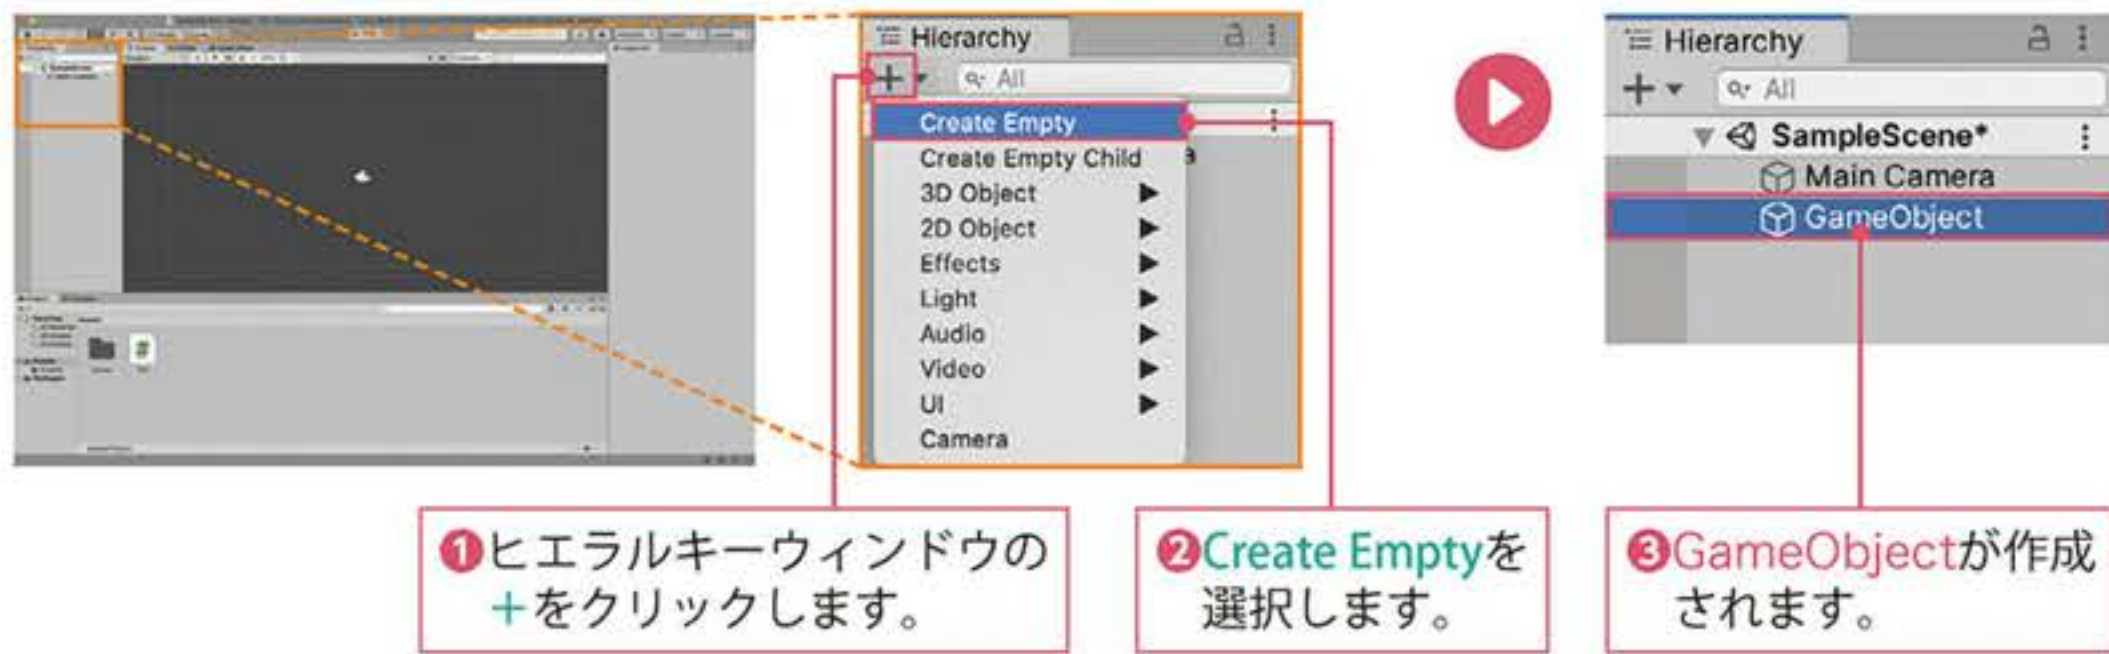 Hierarchy
All
Create Empty
Create Empty Child
3D Object
2D Object
Effects
Light
Audio
Video
UI
Camera
Hierarchy
All
SampleScene*
Main Camera
GameObject
❶ヒエラルキーウィンドウの
+をクリックします。
❷Create Emptyを
選択します。
❸GameObjectが作成
されます。